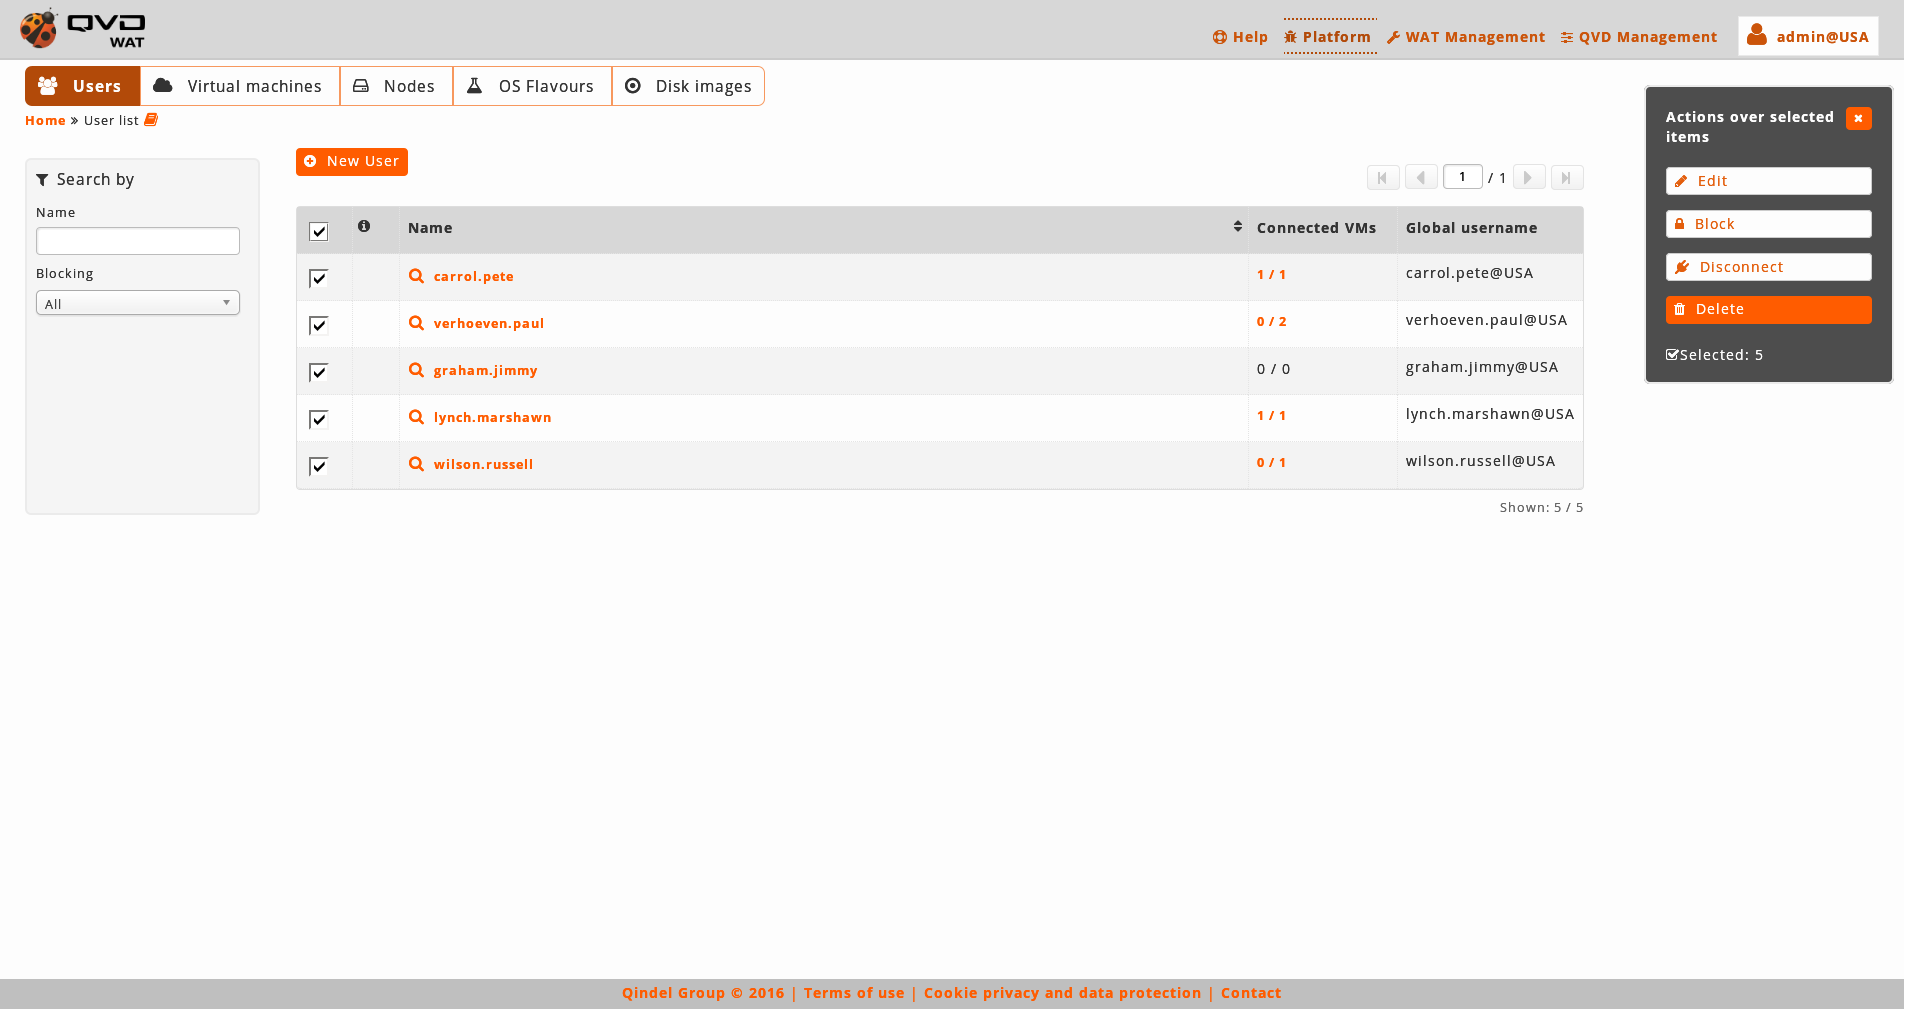 QVD
WAT
Help Platform WAT Management QVD Management admin@USA
Users Virtual machines Nodes OS Flavours Disk images
Home » User list
Search by
Name
Blocking
All
New User
1 / 1
Name Connected VMs Global username
carrol.pete 1 / 1 carrol.pete@USA
verhoeven.paul 0 / 2 verhoeven.paul@USA
graham.jimmy 0 / 0 graham.jimmy@USA
lynch.marshawn 1 / 1 lynch.marshawn@USA
wilson.russell 0 / 1 wilson.russell@USA
Shown: 5 / 5
Actions over selected
items
Edit
Block
Disconnect
Delete
Selected: 5
Qindel Group © 2016 | Terms of use | Cookie privacy and data protection | Contact